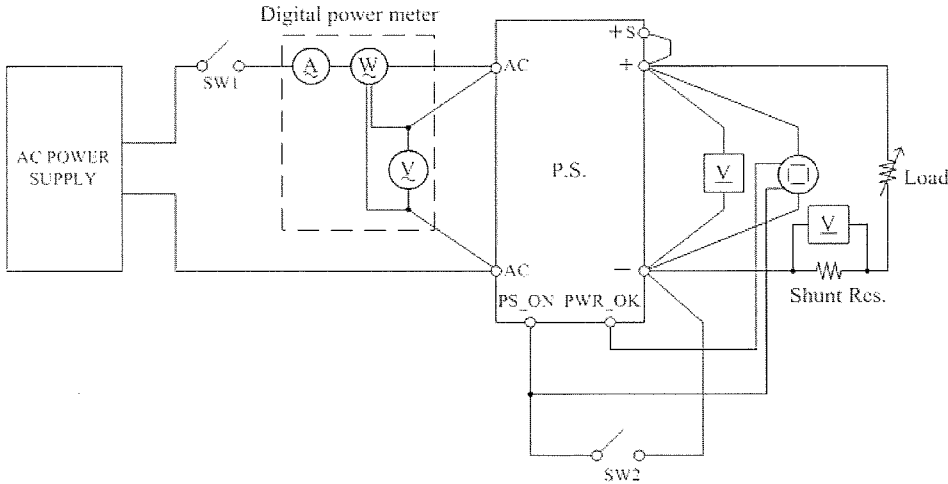 Digital power meter
+S
A
W
AC
+
SW1
AC POWER
SUPPLY
V
P.S.
V
Load
V
AC
−
Shunt Res.
PS_ON
PWR_OK
SW2